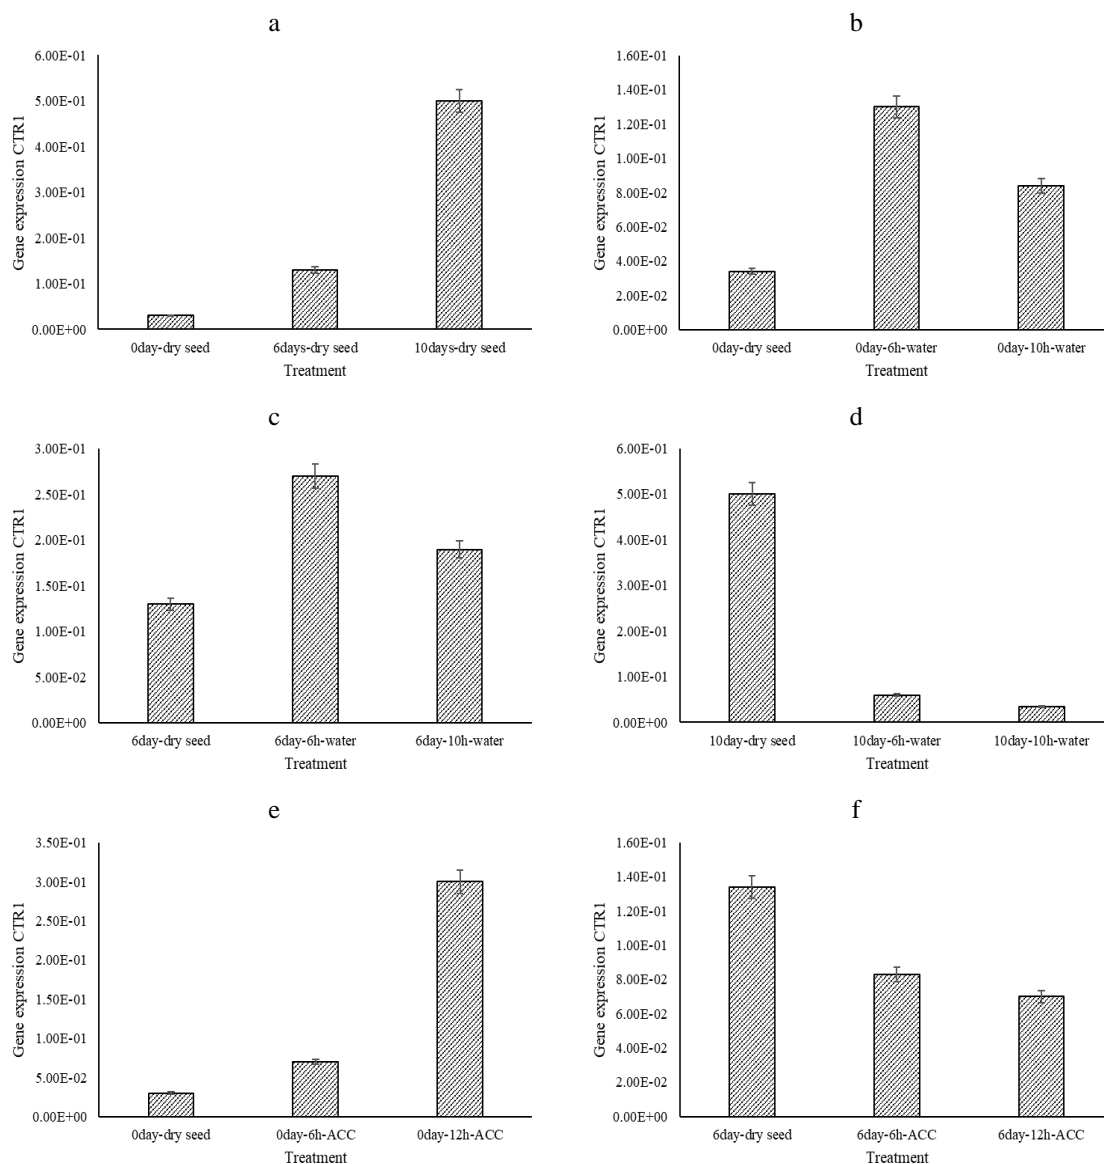 a
6.00E-01
5.00E-01
4.00E-01
3.00E-01
2.00E-01
1.00E-01
0.00E+00
Gene expression CTR1
0day-dry seed 6days-dry seed 10days-dry seed
Treatment
b
1.60E-01
1.40E-01
1.20E-01
1.00E-01
8.00E-02
6.00E-02
4.00E-02
2.00E-02
0.00E+00
Gene expression CTR1
0day-dry seed 0day-6h-water 0day-10h-water
Treatment
c
3.00E-01
2.50E-01
2.00E-01
1.50E-01
1.00E-01
5.00E-02
0.00E+00
Gene expression CTR1
6day-dry seed 6day-6h-water 6day-10h-water
Treatment
d
6.00E-01
5.00E-01
4.00E-01
3.00E-01
2.00E-01
1.00E-01
0.00E+00
Gene expression CTR1
10day-dry seed 10day-6h-water 10day-10h-water
Treatment
e
3.50E-01
3.00E-01
2.50E-01
2.00E-01
1.50E-01
1.00E-01
5.00E-02
0.00E+00
Gene expression CTR1
0day-dry seed 0day-6h-ACC 0day-12h-ACC
Treatment
f
1.60E-01
1.40E-01
1.20E-01
1.00E-01
8.00E-02
6.00E-02
4.00E-02
2.00E-02
0.00E+00
Gene expression CTR1
6day-dry seed 6day-6h-ACC 6day-12h-ACC
Treatment